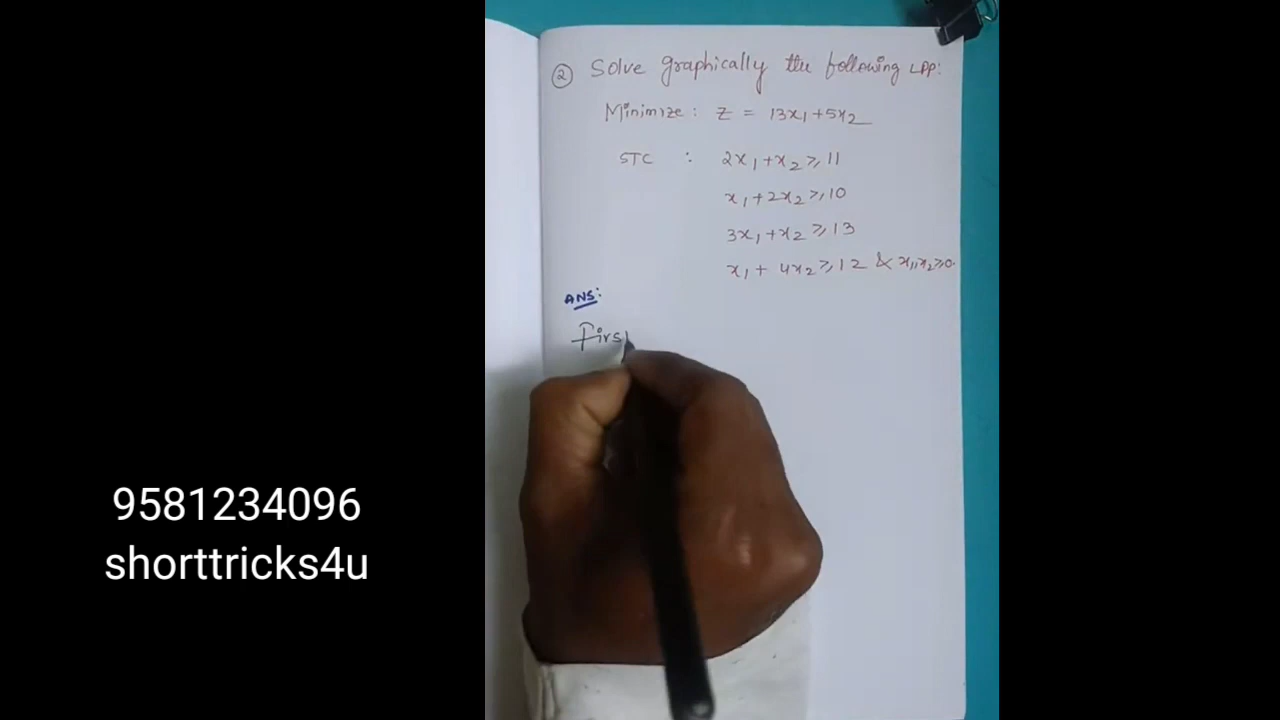 ② Solve graphically the following LPP:
Minimize: Z = 13x₁+5x₂
STC : 2x₁+x₂≥11
x₁+2x₂≥10
3x₁+x₂≥13
x₁+4x₂≥12 & x₁,x₂≥0.
ANS:
Firs
9581234096
shorttricks4u